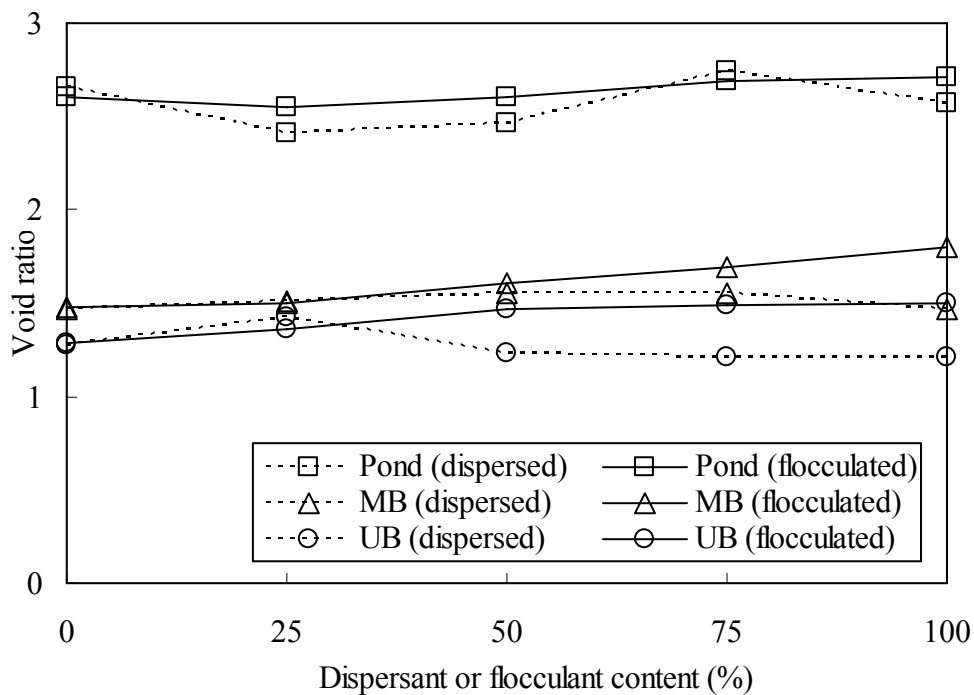 3
2
1
0
Void ratio
Pond (dispersed)
Pond (flocculated)
MB (dispersed)
MB (flocculated)
UB (dispersed)
UB (flocculated)
0 25 50 75 100
Dispersant or flocculant content (%)